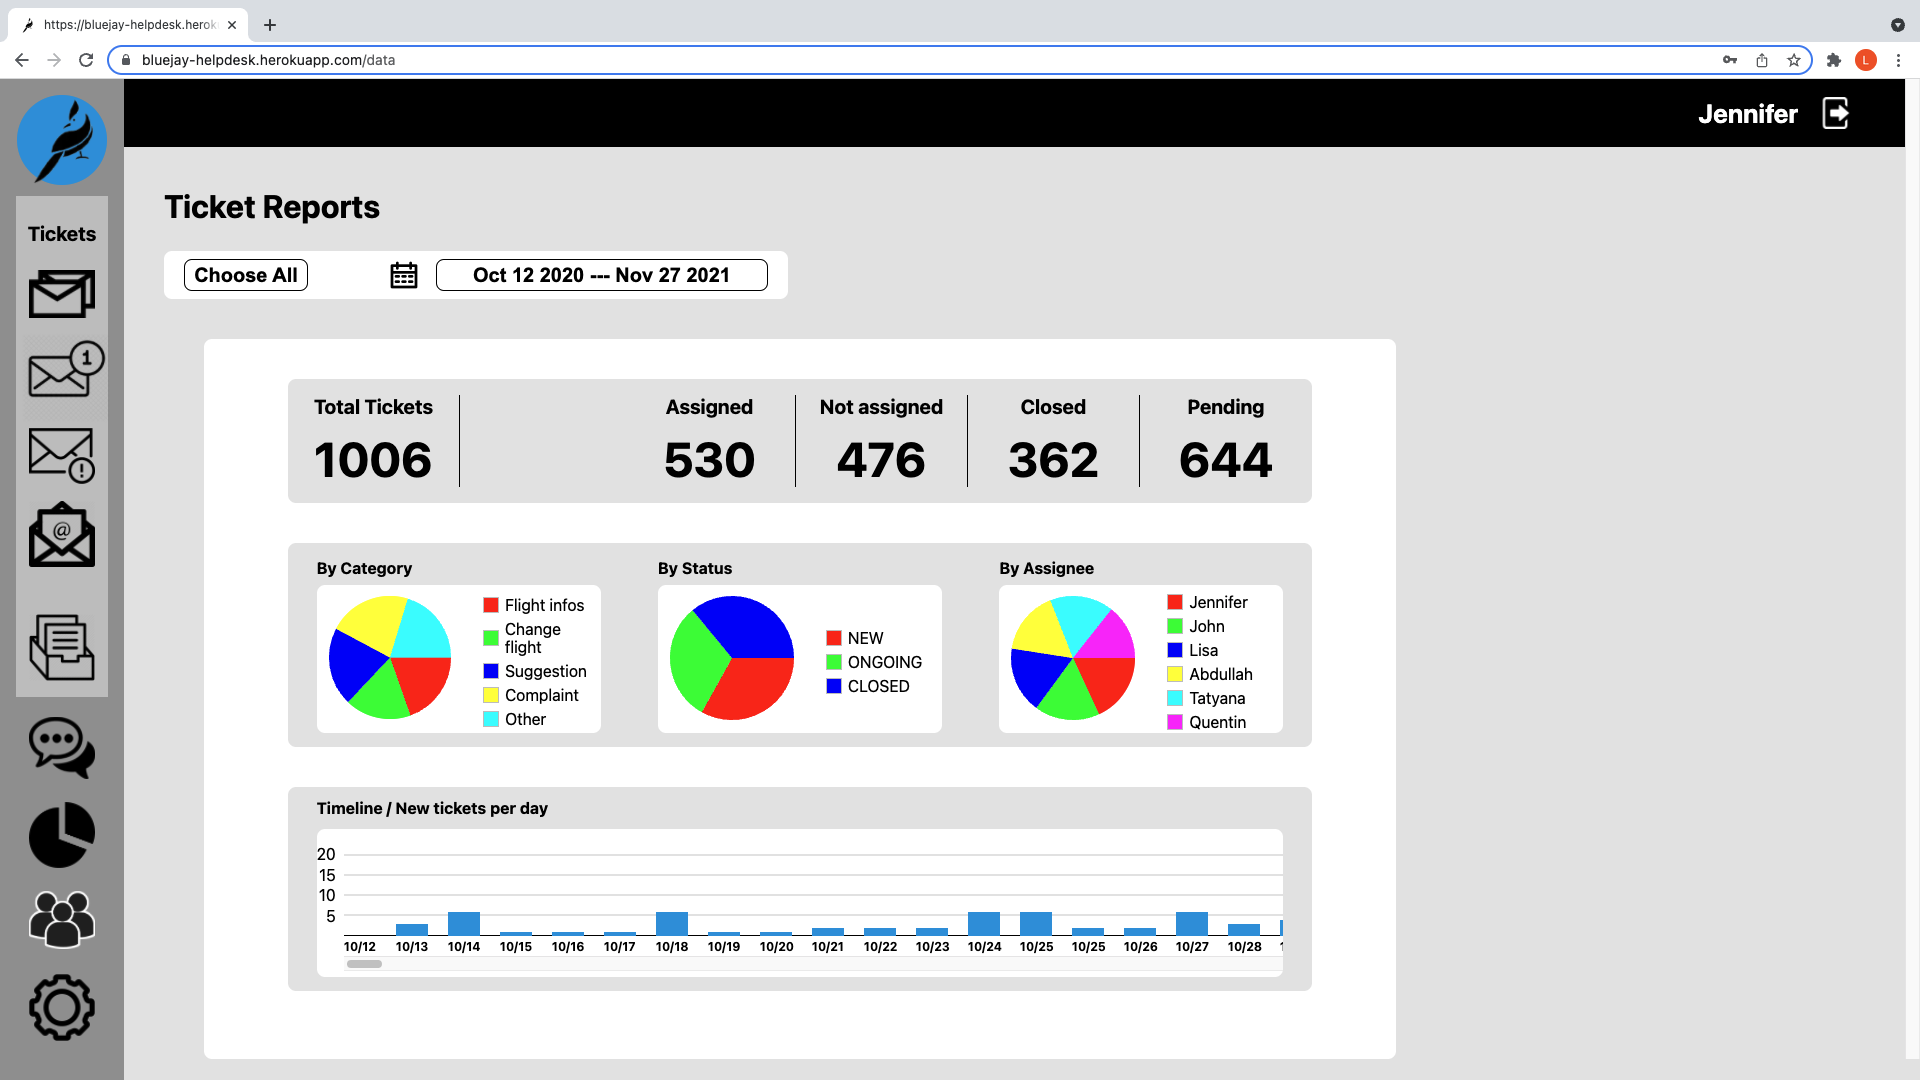 https://bluejay-helpdesk.herok
bluejay-helpdesk.herokuapp.com/data
L
Jennifer
Tickets
1
@
Ticket Reports
Choose All
Oct 12 2020 --- Nov 27 2021
Total Tickets
1006
Assigned
530
Not assigned
476
Closed
362
Pending
644
By Category
Flight infos
Change
flight
Suggestion
Complaint
Other
By Status
NEW
ONGOING
CLOSED
By Assignee
Jennifer
John
Lisa
Abdullah
Tatyana
Quentin
Timeline / New tickets per day
20
15
10
5
10/12 10/13 10/14 10/15 10/16 10/17 10/18 10/19 10/20 10/21 10/22 10/23 10/24 10/25 10/25 10/26 10/27 10/28